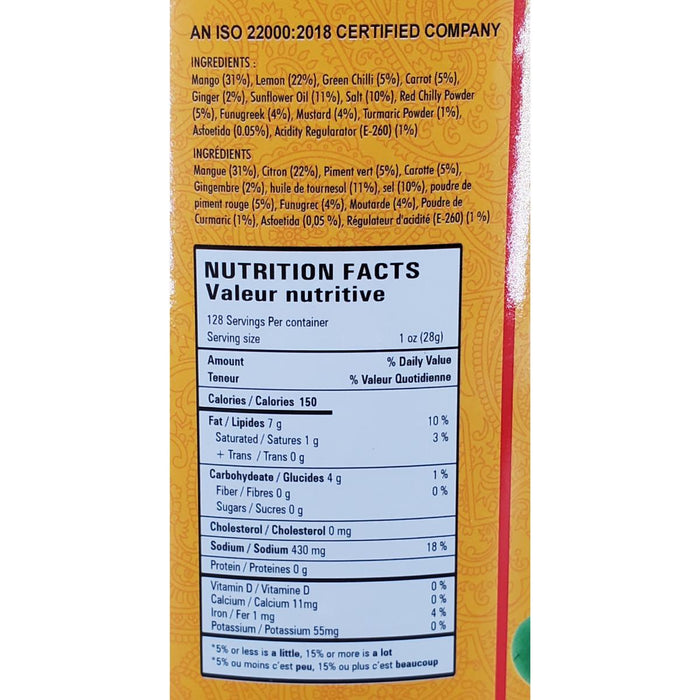 AN ISO 22000:2018 CERTIFIED COMPANY
INGREDIENTS :
Mango (31%), Lemon (22%), Green Chilli (5%), Carrot (5%),
Ginger (2%), Sunflower Oil (11%), Salt (10%), Red Chilly Powder
(5%), Funugreek (4%), Mustard (4%), Turmaric Powder (1%),
Asfoetida (0.05%), Acidity Regularator (E-260) (1%)
INGRÉDIENTS
Mangue (31%), Citron (22%), Piment vert (5%), Carotte (5%),
Gingembre (2%), huile de tournesol (11%), sel (10%), poudre de
piment rouge (5%), Funugrec (4%), Moutarde (4%), Poudre de
Curmaric (1%), Asfoetida (0,05 %), Régulateur d'acidité (E-260) (1 %)
NUTRITION FACTS
Valeur nutritive
128 Servings Per container
Serving size 1 oz (28g)
Amount % Daily Value
Teneur % Valeur Quotidienne
Calories / Calories 150
Fat / Lipides 7 g 10 %
Saturated / Satures 1 g 3 %
+ Trans / Trans 0 g
Carbohydeate / Glucides 4 g 1 %
Fiber / Fibres 0 g 0 %
Sugars / Sucres 0 g
Cholesterol / Cholesterol 0 mg
Sodium / Sodium 430 mg 18 %
Protein / Proteines 0 g
Vitamin D / Vitamine D 0 %
Calcium / Calcium 11mg 0 %
Iron / Fer 1 mg 4 %
Potassium / Potassium 55mg 0 %
*5% or less is a little, 15% or more is a lot
*5% ou moins c'est peu, 15% ou plus c'est beaucoup